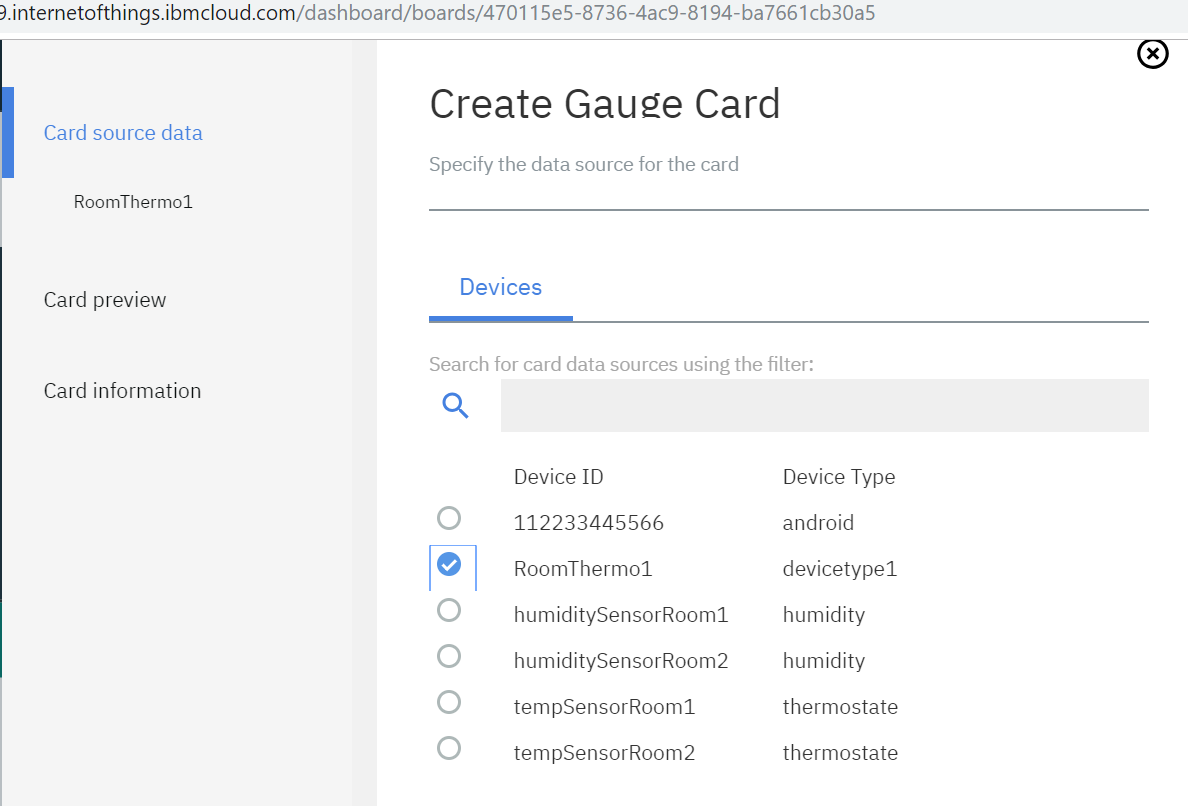 9.internetofthings.ibmcloud.com/dashboard/boards/470115e5-8736-4ac9-8194-ba7661cb30a5
Card source data
RoomThermo1
Card preview
Card information
Create Gauge Card
Specify the data source for the card
Devices
Search for card data sources using the filter:
Device ID Device Type
112233445566 android
RoomThermo1 devicetype1
humiditySensorRoom1 humidity
humiditySensorRoom2 humidity
tempSensorRoom1 thermostate
tempSensorRoom2 thermostate